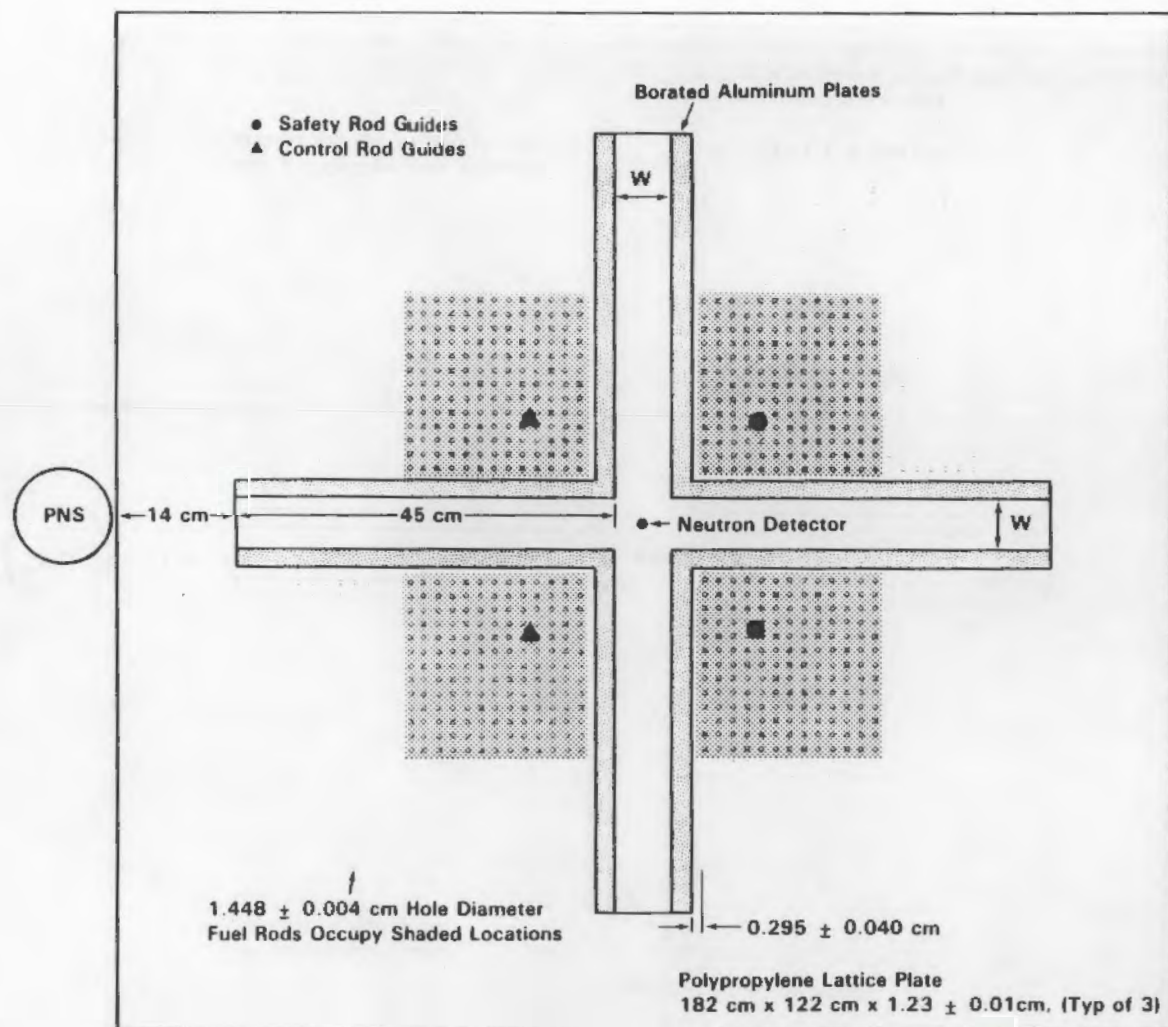 Borated Aluminum Plates
● Safety Rod Guides
▲ Control Rod Guides
W
PNS
14 cm
45 cm
Neutron Detector
W
1.448 ± 0.004 cm Hole Diameter
Fuel Rods Occupy Shaded Locations
0.295 ± 0.040 cm
Polypropylene Lattice Plate
182 cm x 122 cm x 1.23 ± 0.01cm, (Typ of 3)